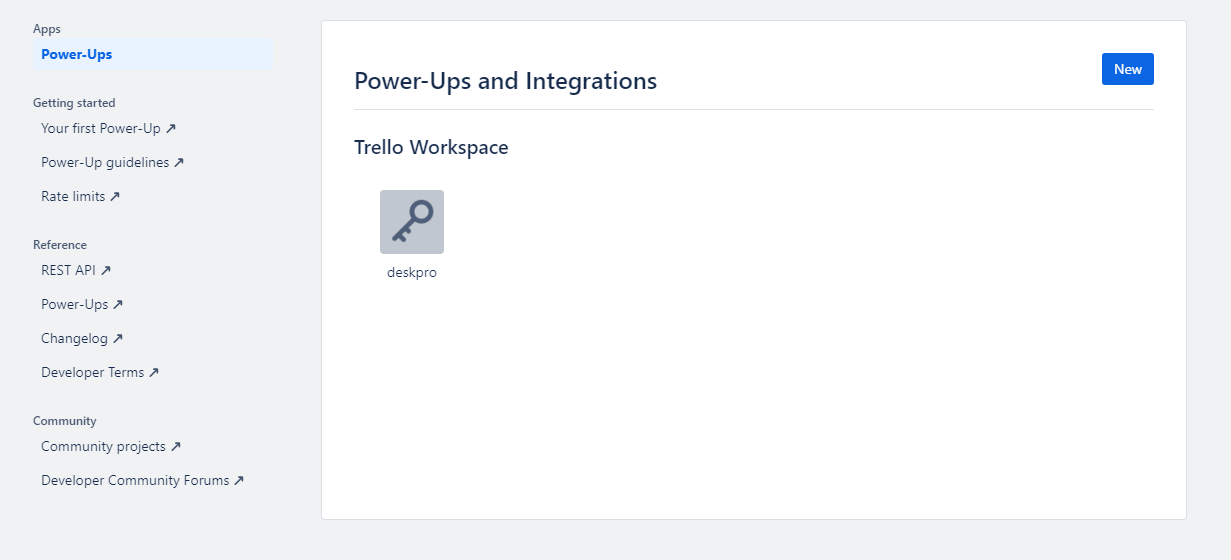 Apps
Power-Ups
Getting started
Your first Power-Up ↗
Power-Up guidelines ↗
Rate limits ↗
Reference
REST API ↗
Power-Ups ↗
Changelog ↗
Developer Terms ↗
Community
Community projects ↗
Developer Community Forums ↗
Power-Ups and Integrations
New
Trello Workspace
deskpro